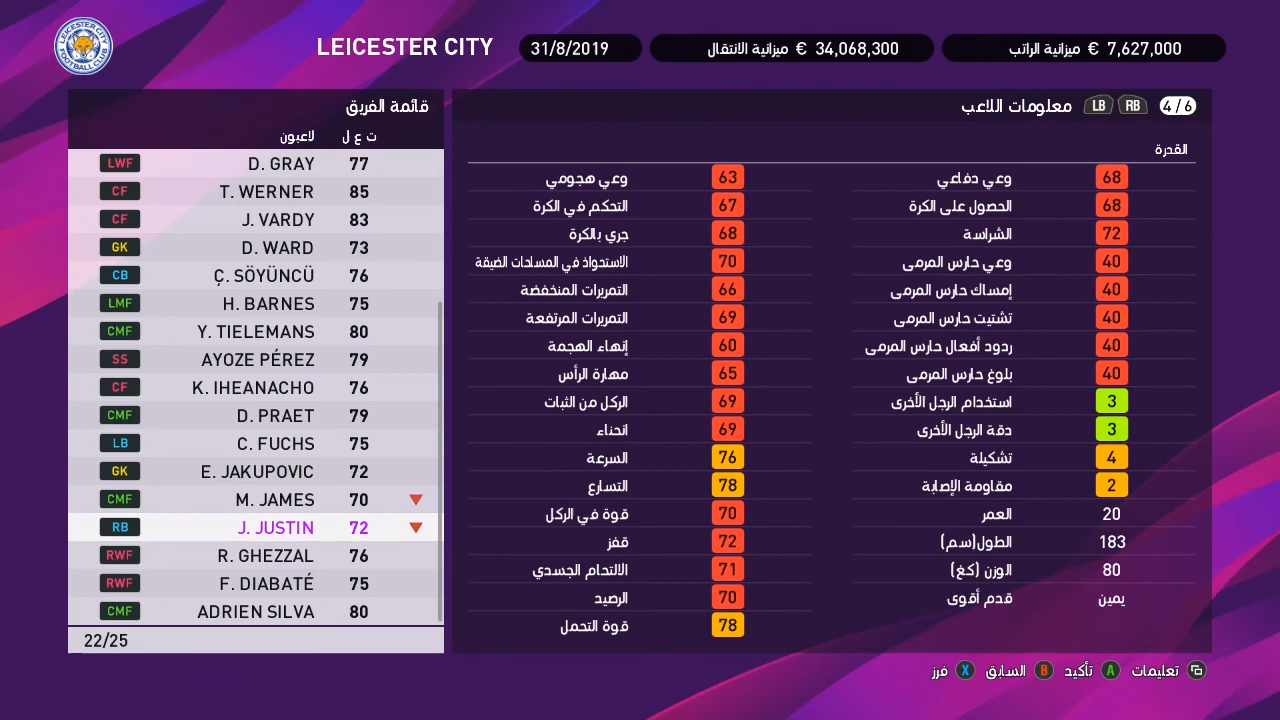 LEICESTER CITY
31/8/2019
ميزانية الانتقال € 34,068,300
ميزانية الراتب € 7,627,000
قائمة الفريق
لاعبون ت ع ل
LWF D. GRAY 77
CF T. WERNER 85
CF J. VARDY 83
GK D. WARD 73
CB Ç. SÖYÜNCÜ 76
LMF H. BARNES 75
CMF Y. TIELEMANS 80
SS AYOZE PÉREZ 79
CF K. IHEANACHO 76
CMF D. PRAET 79
LB C. FUCHS 75
GK E. JAKUPOVIC 72
CMF M. JAMES 70
RB J. JUSTIN 72
RWF R. GHEZZAL 76
RWF F. DIABATÉ 75
CMF ADRIEN SILVA 80
22/25
معلومات اللاعب LB RB 4/6
القدرة
وعي هجومي 63
التحكم في الكرة 67
جري بالكرة 68
الاستحواذ في المساحات الضيقة 70
التمريرات المنخفضة 66
التمريرات المرتفعة 69
إنهاء الهجمة 60
مهارة الرأس 65
الركل من الثبات 69
انحناء 69
السرعة 76
التسارع 78
قوة في الركل 70
قفز 72
الالتحام الجسدي 71
الرصيد 70
قوة التحمل 78
وعي دفاعي 68
الحصول على الكرة 68
الشراسة 72
وعي حارس المرمى 40
إمساك حارس المرمى 40
تشتيت حارس المرمى 40
ردود أفعال حارس المرمى 40
بلوغ حارس المرمى 40
استخدام الرجل الأخرى 3
دقة الرجل الأخرى 3
تشكيلة 4
مقاومة الإصابة 2
العمر 20
الطول(سم) 183
الوزن (كغ) 80
قدم أقوى يمين
تعليمات A تأكيد B السابق X فرز